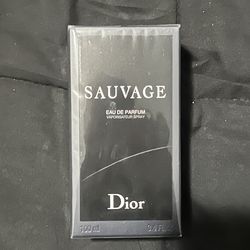 SAUVAGE
EAU DE PARFUM
VAPORISATEUR SPRAY
Dior
100 ml